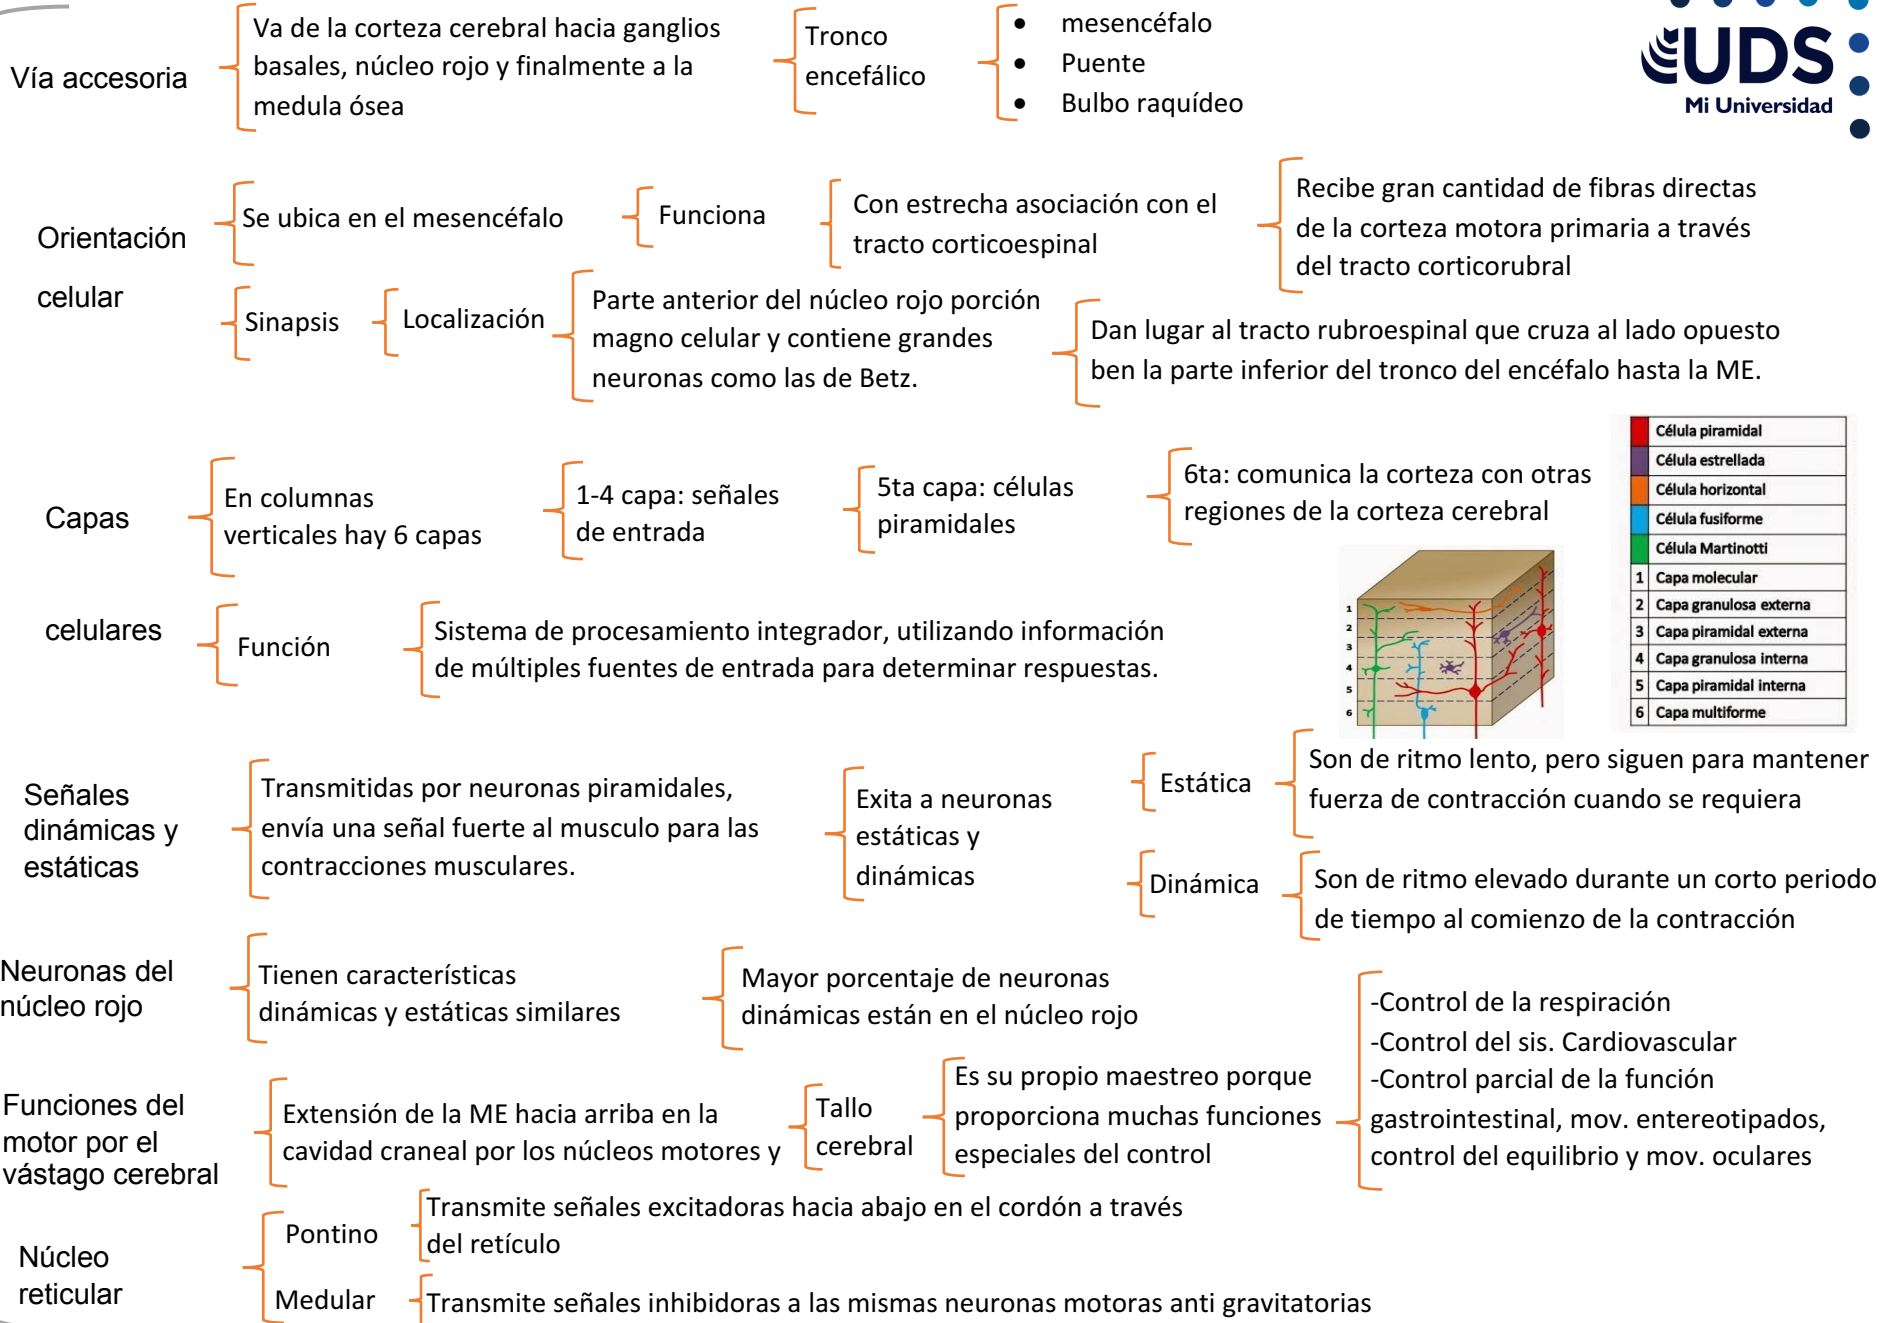 UDS
Mi Universidad
Vía accesoria
Va de la corteza cerebral hacia ganglios
basales, núcleo rojo y finalmente a la
medula ósea
Tronco
encefálico
• mesencéfalo
• Puente
• Bulbo raquídeo
Orientación
celular
Se ubica en el mesencéfalo
Funciona
Con estrecha asociación con el
tracto corticoespinal
Recibe gran cantidad de fibras directas
de la corteza motora primaria a través
del tracto corticorubral
Sinapsis
Localización
Parte anterior del núcleo rojo porción
magno celular y contiene grandes
neuronas como las de Betz.
Dan lugar al tracto rubroespinal que cruza al lado opuesto
ben la parte inferior del tronco del encéfalo hasta la ME.
Capas
celulares
En columnas
verticales hay 6 capas
1-4 capa: señales
de entrada
5ta capa: células
piramidales
6ta: comunica la corteza con otras
regiones de la corteza cerebral
Función
Sistema de procesamiento integrador, utilizando información
de múltiples fuentes de entrada para determinar respuestas.
1
2
3
4
5
6
Célula piramidal
Célula estrellada
Célula horizontal
Célula fusiforme
Célula Martinotti
1 Capa molecular
2 Capa granulosa externa
3 Capa piramidal externa
4 Capa granulosa interna
5 Capa piramidal interna
6 Capa multiforme
Señales
dinámicas y
estáticas
Transmitidas por neuronas piramidales,
envía una señal fuerte al musculo para las
contracciones musculares.
Exita a neuronas
estáticas y
dinámicas
Estática
Son de ritmo lento, pero siguen para mantener
fuerza de contracción cuando se requiera
Dinámica
Son de ritmo elevado durante un corto periodo
de tiempo al comienzo de la contracción
Neuronas del
núcleo rojo
Tienen características
dinámicas y estáticas similares
Mayor porcentaje de neuronas
dinámicas están en el núcleo rojo
Funciones del
motor por el
vástago cerebral
Extensión de la ME hacia arriba en la
cavidad craneal por los núcleos motores y
Tallo
cerebral
Es su propio maestreo porque
proporciona muchas funciones
especiales del control
-Control de la respiración
-Control del sis. Cardiovascular
-Control parcial de la función
gastrointestinal, mov. entereotipados,
control del equilibrio y mov. oculares
Núcleo
reticular
Pontino
Transmite señales excitadoras hacia abajo en el cordón a través
del retículo
Medular
Transmite señales inhibidoras a las mismas neuronas motoras anti gravitatorias